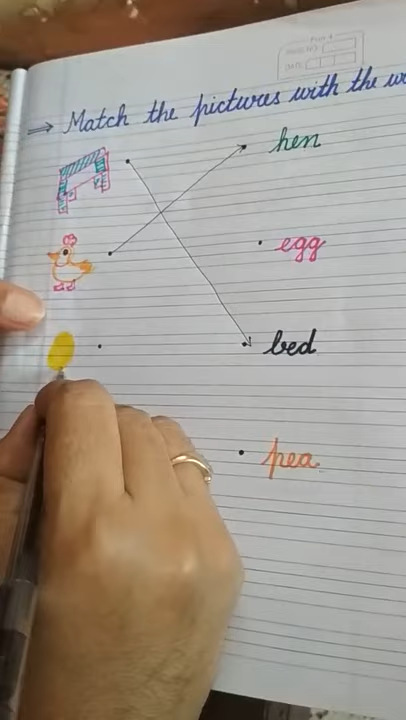 ⇒ Match the pictures with the
hen
egg
bed
pea